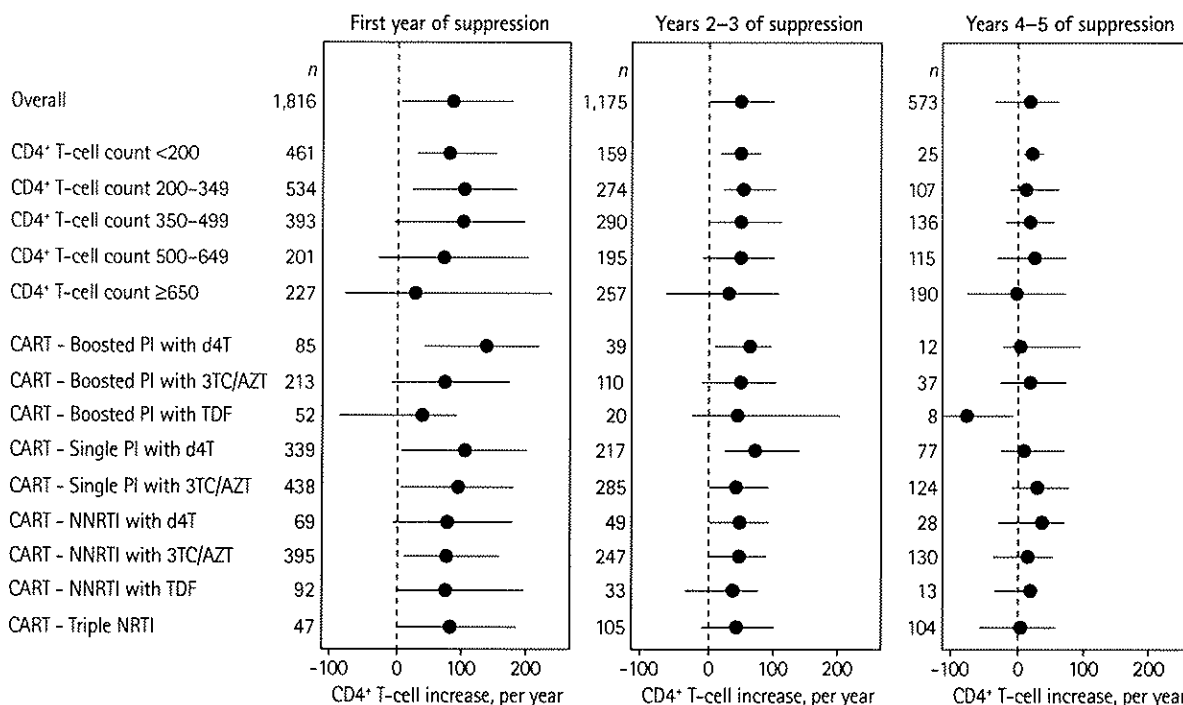 First year of suppression Years 2–3 of suppression Years 4–5 of suppression
n n n
Overall 1,816 1,175 573
CD4⁺ T-cell count <200 461 159 25
CD4⁺ T-cell count 200–349 534 274 107
CD4⁺ T-cell count 350–499 393 290 136
CD4⁺ T-cell count 500–649 201 195 115
CD4⁺ T-cell count ≥650 227 257 190
CART - Boosted PI with d4T 85 39 12
CART - Boosted PI with 3TC/AZT 213 110 37
CART - Boosted PI with TDF 52 20 8
CART - Single PI with d4T 339 217 77
CART - Single PI with 3TC/AZT 438 285 124
CART - NNRTI with d4T 69 49 28
CART - NNRTI with 3TC/AZT 395 247 130
CART - NNRTI with TDF 92 33 13
CART - Triple NRTI 47 105 104
-100 0 100 200 -100 0 100 200 -100 0 100 200
CD4⁺ T-cell increase, per year CD4⁺ T-cell increase, per year CD4⁺ T-cell increase, per year